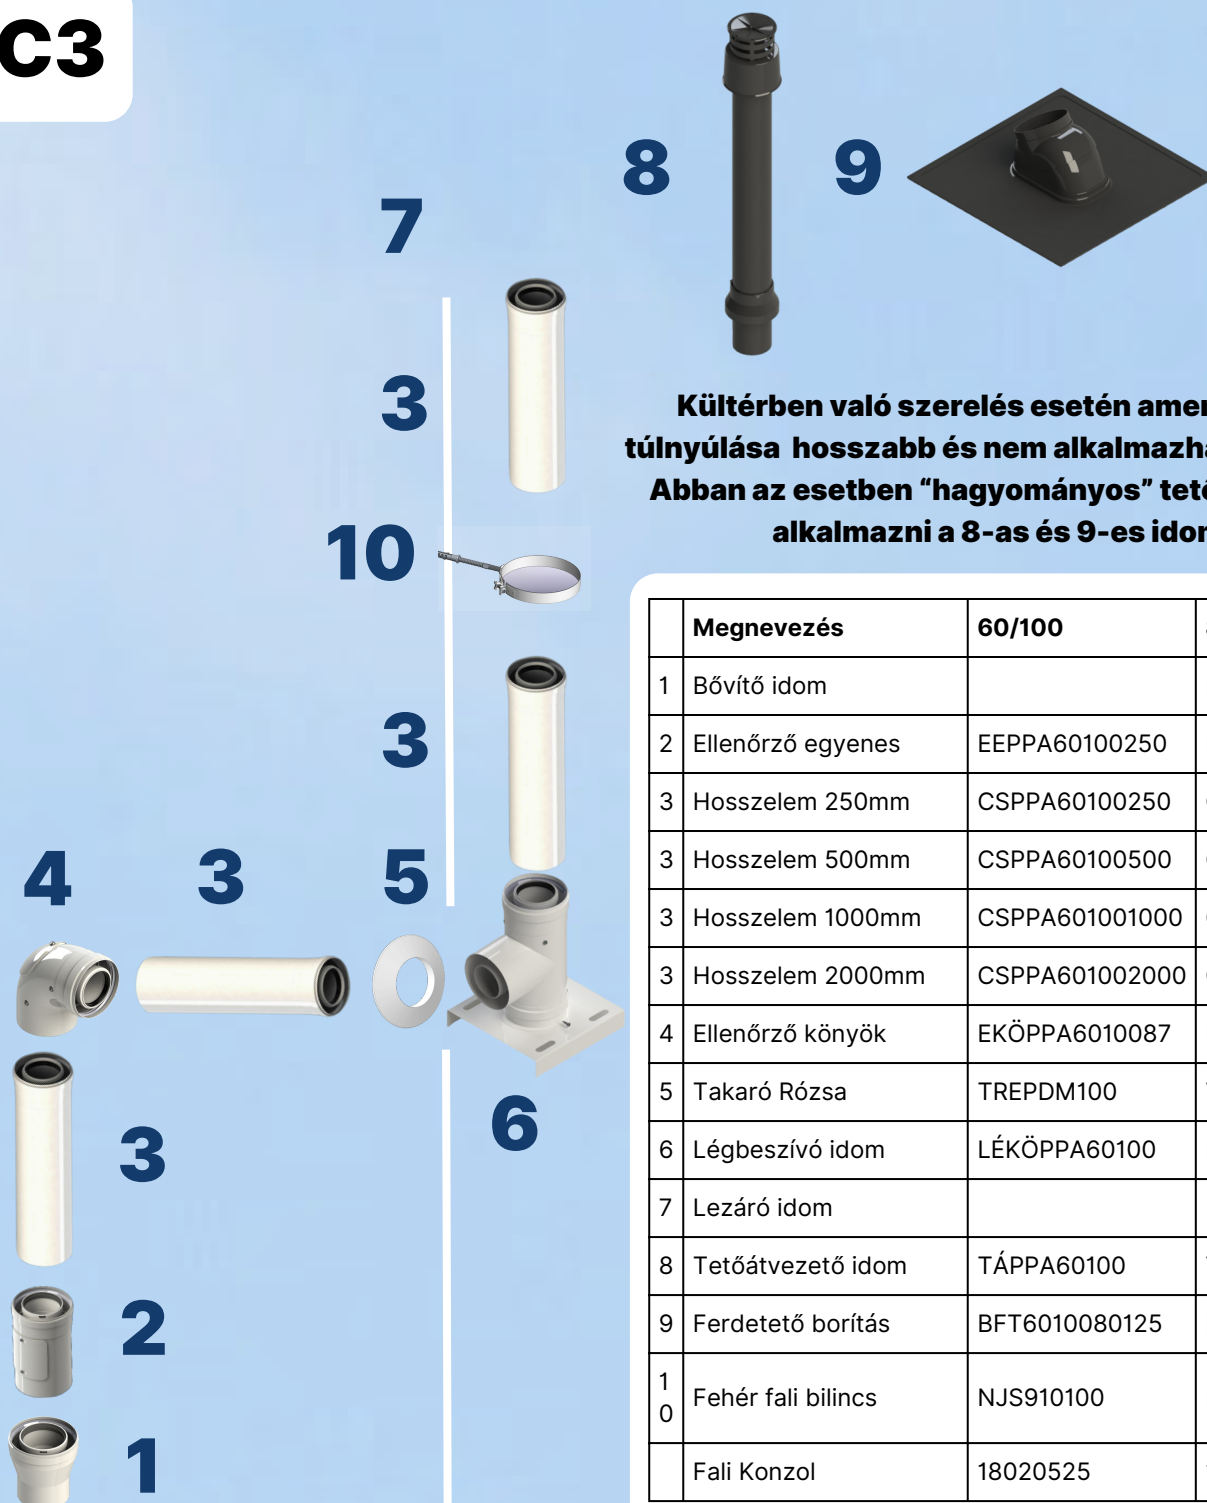 C3
8
9
7
3
10
3
4
3
5
6
3
2
1
Kültérben való szerelés esetén
túlnyúlása hosszabb és nem
Abban az esetben “hagyományos”
alkalmazni a 8-as és 9-es
Megnevezés 60/100
1 Bővítő idom
2 Ellenőrző egyenes EEPPA60100250
3 Hosszelem 250mm CSPPA60100250
3 Hosszelem 500mm CSPPA60100500
3 Hosszelem 1000mm CSPPA601001000
3 Hosszelem 2000mm CSPPA601002000
4 Ellenőrző könyök EKÖPPA6010087
5 Takaró Rózsa TREPDM100
6 Légbeszívó idom LÉKÖPPA60100
7 Lezáró idom
8 Tetőátvezető idom TÁPPA60100
9 Ferdetető borítás BFT6010080125
10 Fehér fali bilincs NJS910100
Fali Konzol 18020525